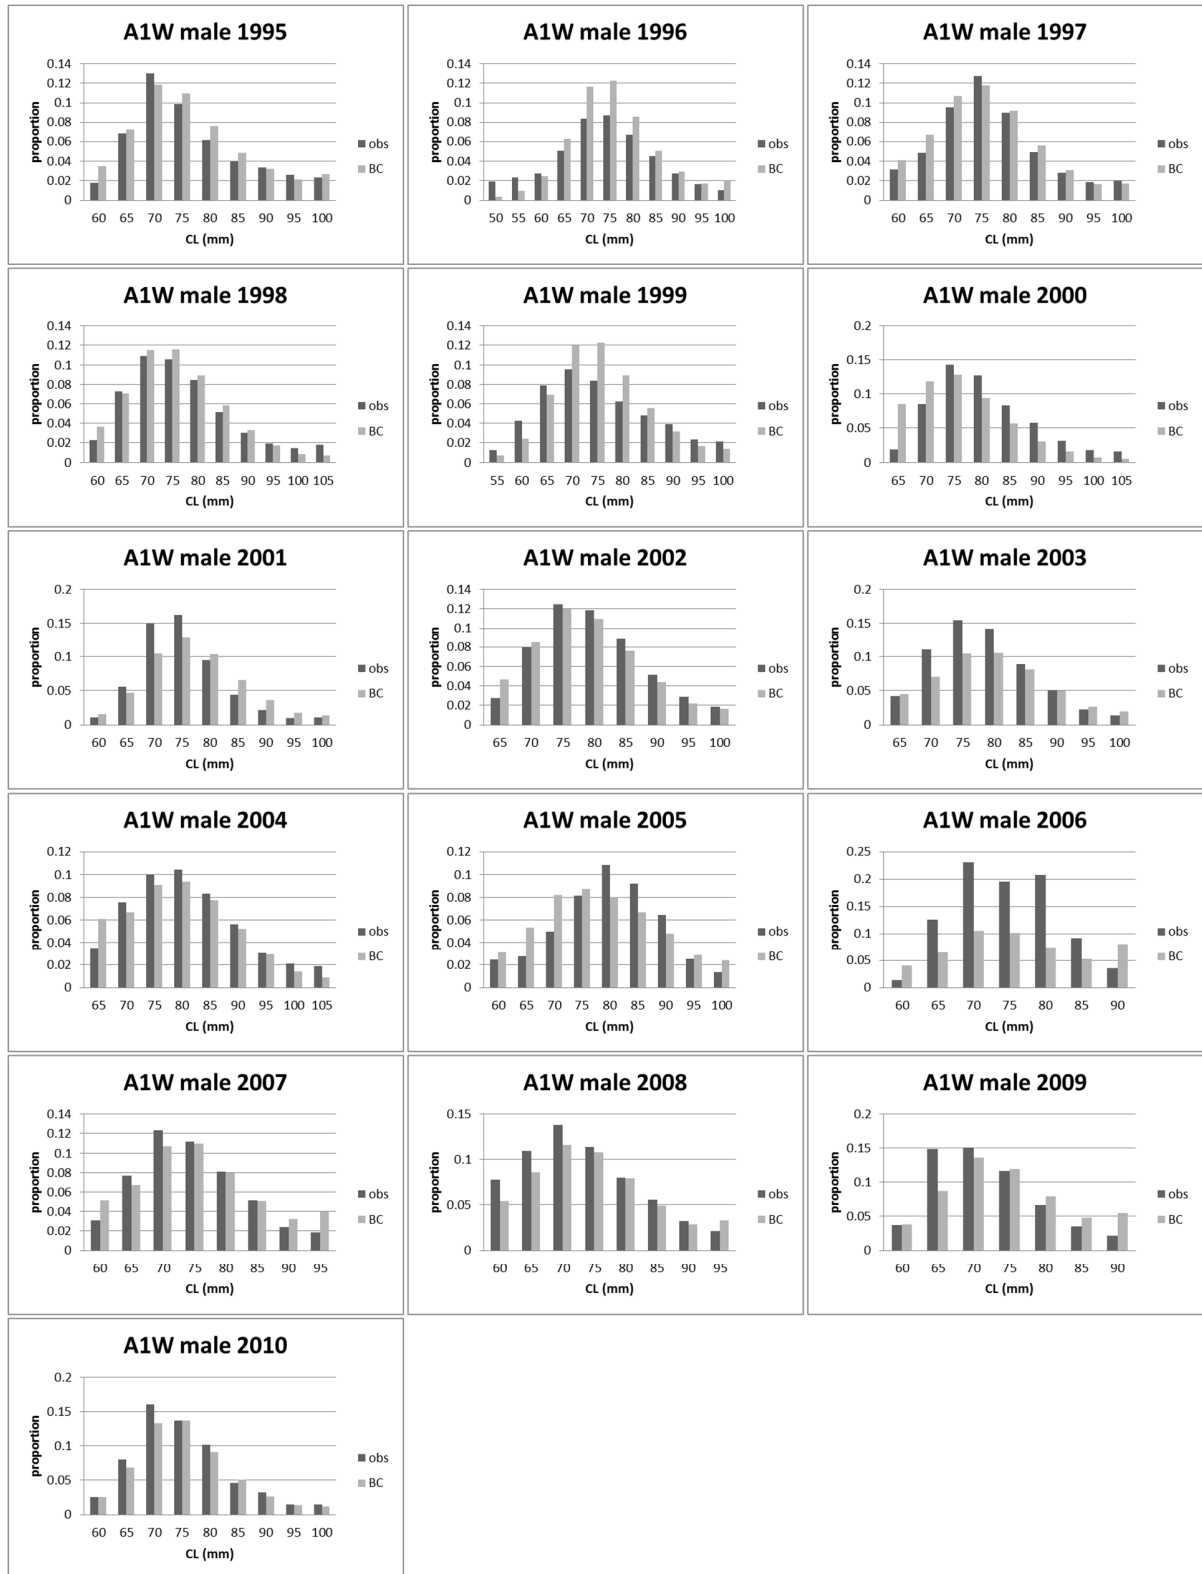 A1W male 1995
proportion
0.14
0.12
0.1
0.08
0.06
0.04
0.02
0
60 65 70 75 80 85 90 95 100
CL (mm)
obs
BC
A1W male 1996
proportion
0.14
0.12
0.1
0.08
0.06
0.04
0.02
0
50 55 60 65 70 75 80 85 90 95 100
CL (mm)
obs
BC
A1W male 1997
proportion
0.14
0.12
0.1
0.08
0.06
0.04
0.02
0
60 65 70 75 80 85 90 95 100
CL (mm)
obs
BC
A1W male 1998
proportion
0.14
0.12
0.1
0.08
0.06
0.04
0.02
0
60 65 70 75 80 85 90 95 100 105
CL (mm)
obs
BC
A1W male 1999
proportion
0.14
0.12
0.1
0.08
0.06
0.04
0.02
0
55 60 65 70 75 80 85 90 95 100
CL (mm)
obs
BC
A1W male 2000
proportion
0.2
0.15
0.1
0.05
0
65 70 75 80 85 90 95 100 105
CL (mm)
obs
BC
A1W male 2001
proportion
0.2
0.15
0.1
0.05
0
60 65 70 75 80 85 90 95 100
CL (mm)
obs
BC
A1W male 2002
proportion
0.14
0.12
0.1
0.08
0.06
0.04
0.02
0
65 70 75 80 85 90 95 100
CL (mm)
obs
BC
A1W male 2003
proportion
0.2
0.15
0.1
0.05
0
65 70 75 80 85 90 95 100
CL (mm)
obs
BC
A1W male 2004
proportion
0.12
0.1
0.08
0.06
0.04
0.02
0
65 70 75 80 85 90 95 100 105
CL (mm)
obs
BC
A1W male 2005
proportion
0.12
0.1
0.08
0.06
0.04
0.02
0
60 65 70 75 80 85 90 95 100
CL (mm)
obs
BC
A1W male 2006
proportion
0.25
0.2
0.15
0.1
0.05
0
60 65 70 75 80 85 90
CL (mm)
obs
BC
A1W male 2007
proportion
0.14
0.12
0.1
0.08
0.06
0.04
0.02
0
60 65 70 75 80 85 90 95
CL (mm)
obs
BC
A1W male 2008
proportion
0.15
0.1
0.05
0
60 65 70 75 80 85 90 95
CL (mm)
obs
BC
A1W male 2009
proportion
0.2
0.15
0.1
0.05
0
60 65 70 75 80 85 90
CL (mm)
obs
BC
A1W male 2010
proportion
0.2
0.15
0.1
0.05
0
60 65 70 75 80 85 90 95 100
CL (mm)
obs
BC